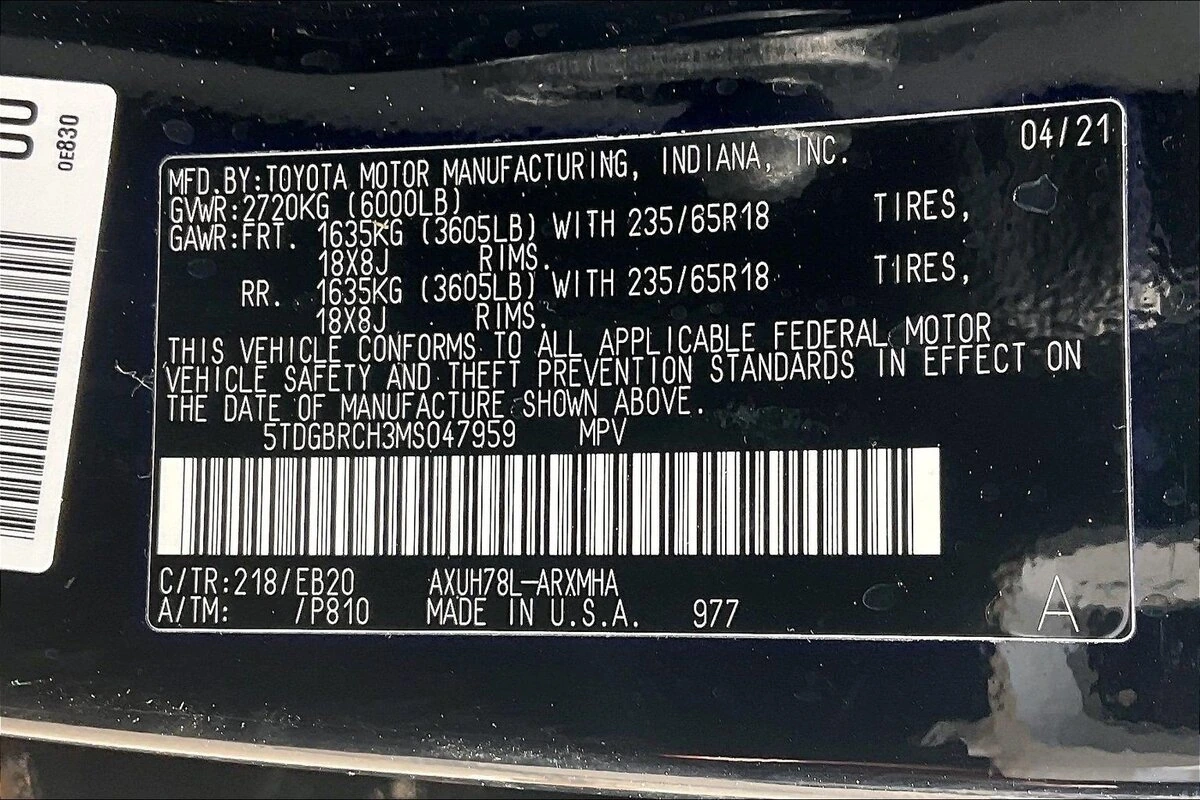 00
0E830
04/21
MFD.BY:TOYOTA MOTOR MANUFACTURING, INDIANA, INC.
GVWR:2720KG (6000LB)
GAWR:FRT. 1635KG (3605LB) WITH 235/65R18 TIRES,
18X8J RIMS.
RR. 1635KG (3605LB) WITH 235/65R18 TIRES,
18X8J RIMS.
THIS VEHICLE CONFORMS TO ALL APPLICABLE FEDERAL MOTOR
VEHICLE SAFETY AND THEFT PREVENTION STANDARDS IN EFFECT ON
THE DATE OF MANUFACTURE SHOWN ABOVE.
5TDGBRCH3MS047959 MPV
C/TR:218/EB20 AXUH78L-ARXMHA
A/TM: /P810 MADE IN U.S.A. 977
A